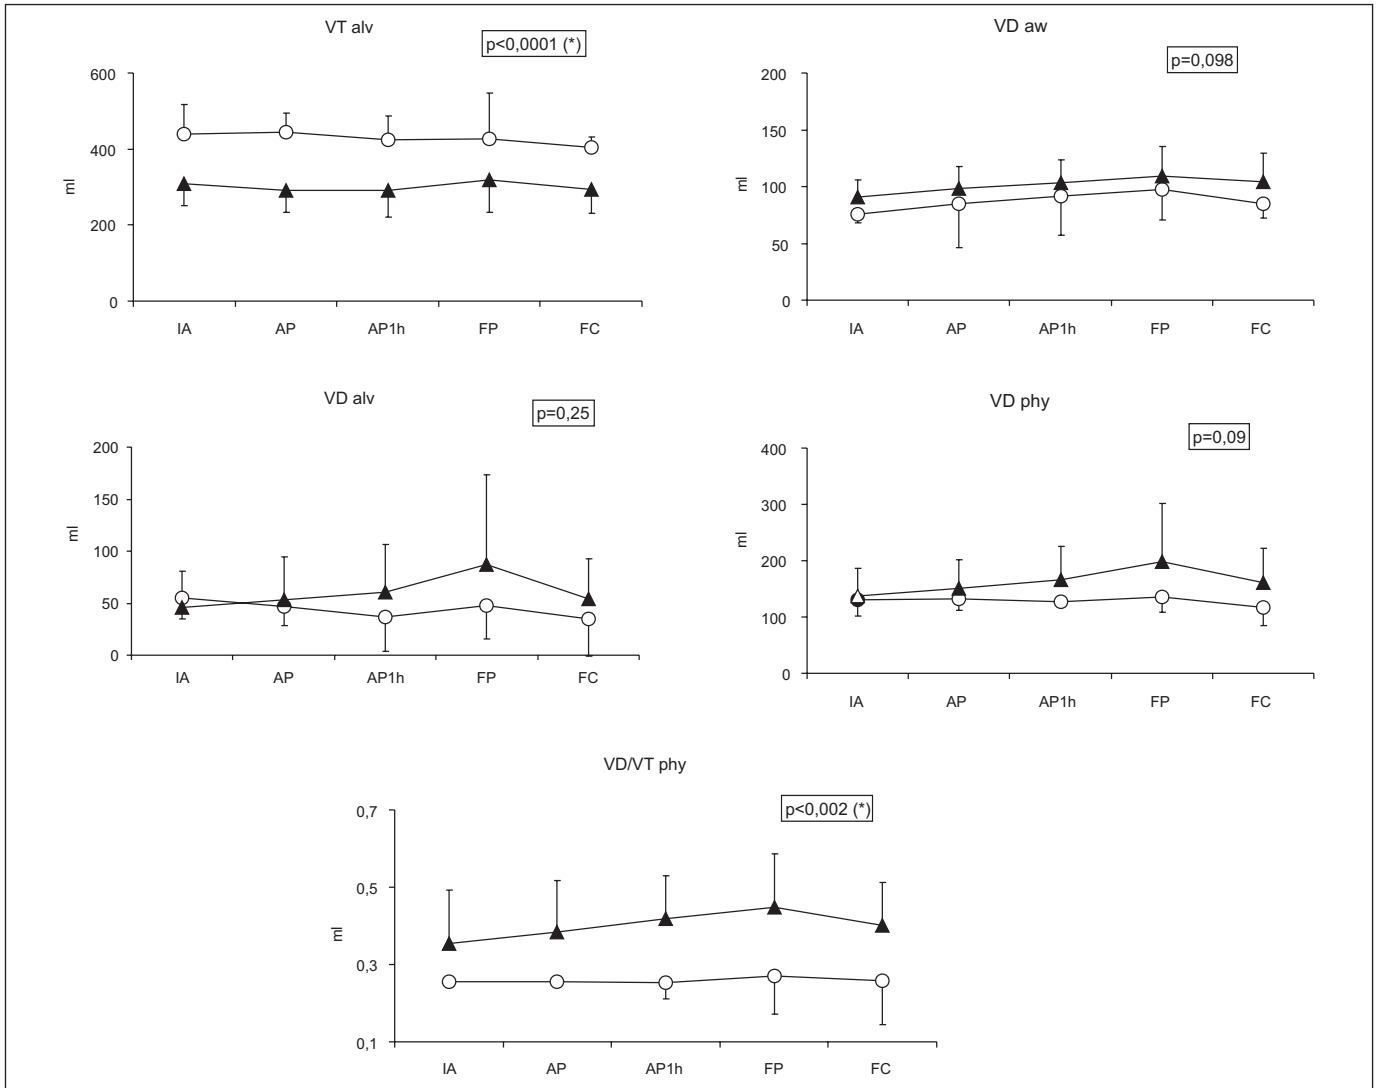 VT alv
p<0,0001 (*)
600
400
200
0
ml
IA AP AP1h FP FC
VD aw
p=0,098
200
150
100
50
0
ml
IA AP AP1h FP FC
VD alv
p=0,25
200
150
100
50
0
ml
IA AP AP1h FP FC
VD phy
p=0,09
400
300
200
100
0
ml
IA AP AP1h FP FC
VD/VT phy
p<0,002 (*)
0,7
0,5
0,3
0,1
ml
IA AP AP1h FP FC